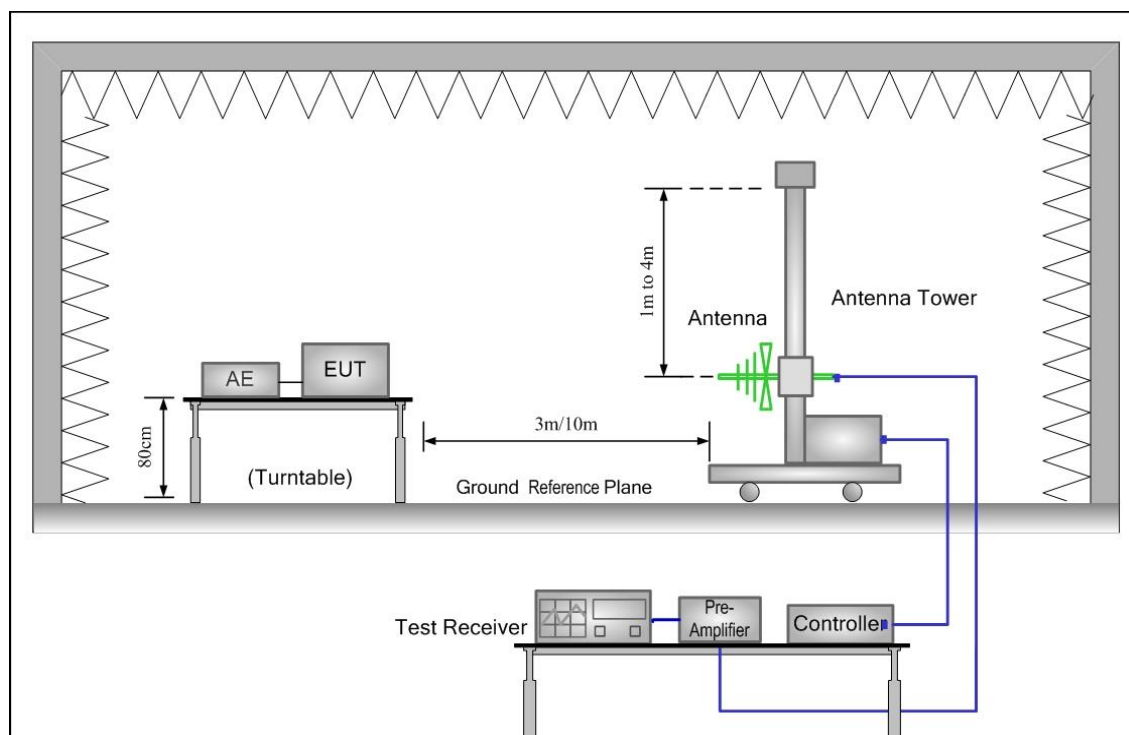 1m to 4m
Antenna Tower
Antenna
EUT
AE
3m/10m
80cm
(Turntable)
Ground Reference Plane
Test Receiver
Pre-
Amplifier
Controller